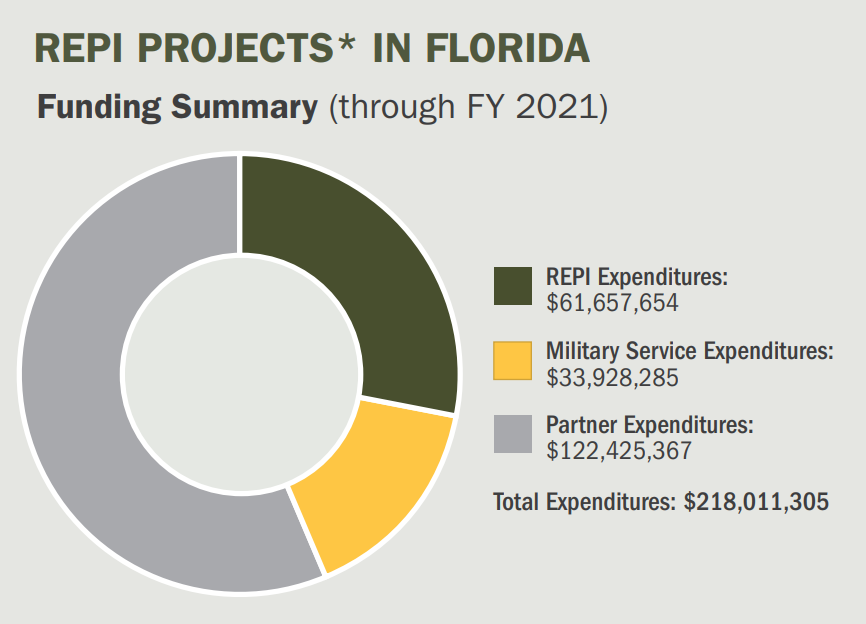 REPI PROJECTS* IN FLORIDA
Funding Summary (through FY 2021)
REPI Expenditures:
$61,657,654
Military Service Expenditures:
$33,928,285
Partner Expenditures:
$122,425,367
Total Expenditures: $218,011,305